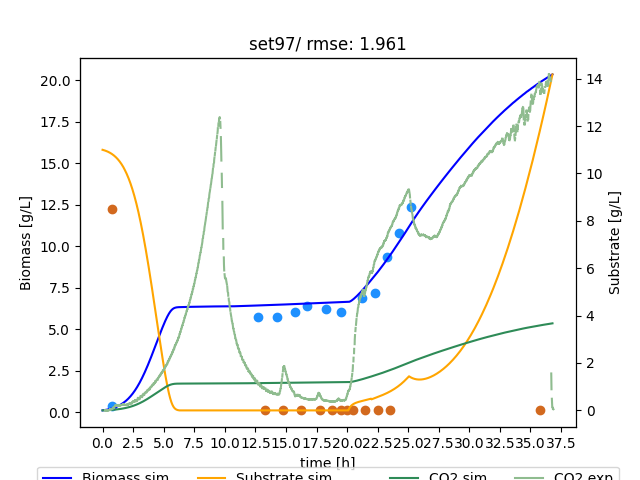 set97/ rmse: 1.961
Biomass [g/L]
20.0
17.5
15.0
12.5
10.0
7.5
5.0
2.5
0.0
14
12
10
8
6
4
2
0
Substrate [g/L]
0.0 2.5 5.0 7.5 10.0 12.5 15.0 17.5 20.0 22.5 25.0 27.5 30.0 32.5 35.0 37.5
time [h]
Biomass sim Substrate sim CO2 sim CO2 exp